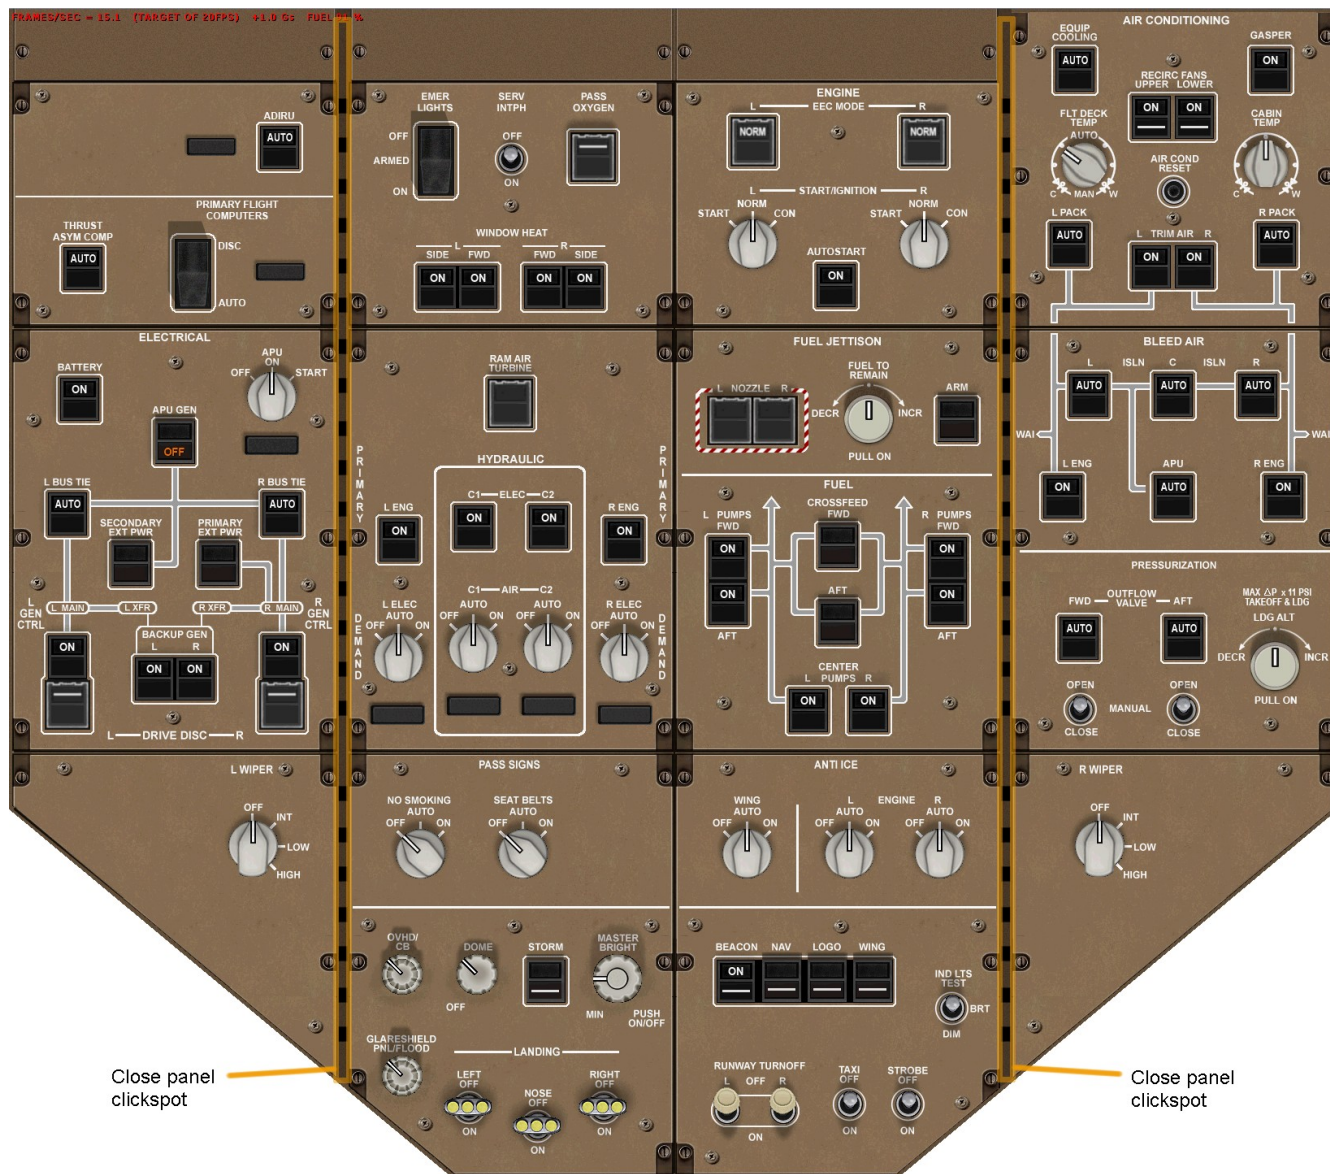 FRAMES/SEC = 15.1 (TARGET OF 20FPS) +1.0 Gs FUEL %
ADIRU
AUTO
PRIMARY FLIGHT
COMPUTERS
THRUST
ASYM COMP
AUTO
DISC
AUTO
EMER
LIGHTS
OFF
ARMED
ON
SERV
INTPH
OFF
ON
PASS
OXYGEN
WINDOW HEAT
L R
SIDE FWD FWD SIDE
ON ON ON ON
ENGINE
L EEC MODE R
NORM NORM
L START/IGNITION R
START NORM CON START NORM CON
AUTOSTART
ON
AIR CONDITIONING
EQUIP
COOLING
AUTO
GASPER
ON
RECIRC FANS
UPPER LOWER
ON ON
FLT DECK
TEMP
AUTO
C MAN W
AIR COND
RESET
CABIN
TEMP
C W
L PACK
AUTO
L TRIM AIR R
ON ON
R PACK
AUTO
ELECTRICAL
BATTERY
ON
APU
ON
OFF START
APU GEN
OFF
L BUS TIE
AUTO
R BUS TIE
AUTO
SECONDARY
EXT PWR
PRIMARY
EXT PWR
L MAIN L XFR R XFR R MAIN
L
GEN
CTRL
R
GEN
CTRL
ON ON
BACKUP GEN
L R
ON ON
L DRIVE DISC R
RAM AIR
TURBINE
PRIMARY
PRIMARY
HYDRAULIC
C1 ELEC C2
ON ON
L ENG
ON
R ENG
ON
DEMAND
DEMAND
L ELEC
AUTO
OFF ON
C1 AIR C2
AUTO AUTO
OFF ON OFF ON
R ELEC
AUTO
OFF ON
FUEL JETTISON
L NOZZLE R
FUEL TO
REMAIN
DECR INCR
PULL ON
ARM
FUEL
L PUMPS
FWD
ON
ON
AFT
CROSSFEED
FWD
AFT
R PUMPS
FWD
ON
ON
AFT
CENTER
L PUMPS R
ON ON
BLEED AIR
L ISLN C ISLN R
AUTO AUTO AUTO
WAI WAI
L ENG
ON
APU
AUTO
R ENG
ON
PRESSURIZATION
FWD OUTFLOW
VALVE AFT
AUTO AUTO
MAX ΔP x 11 PSI
TAKEOFF & LDG
LDG ALT
DECR INCR
PULL ON
OPEN OPEN
MANUAL
CLOSE CLOSE
L WIPER
OFF
INT
LOW
HIGH
PASS SIGNS
NO SMOKING
AUTO
OFF ON
SEAT BELTS
AUTO
OFF ON
ANTI ICE
WING
AUTO
OFF ON
L ENGINE R
AUTO AUTO
OFF ON OFF ON
R WIPER
OFF
INT
LOW
HIGH
OVHD/
CB
DOME
OFF
STORM
MASTER
BRIGHT
MIN
PUSH
ON/OFF
GLARESHIELD
PNL/FLOOD
LANDING
LEFT
OFF
ON
NOSE
OFF
ON
RIGHT
OFF
ON
BEACON NAV LOGO WING
ON
IND LTS
TEST
BRT
DIM
RUNWAY TURNOFF
L OFF R
ON
TAXI
OFF
ON
STROBE
OFF
ON
Close panel
clickspot
Close panel
clickspot